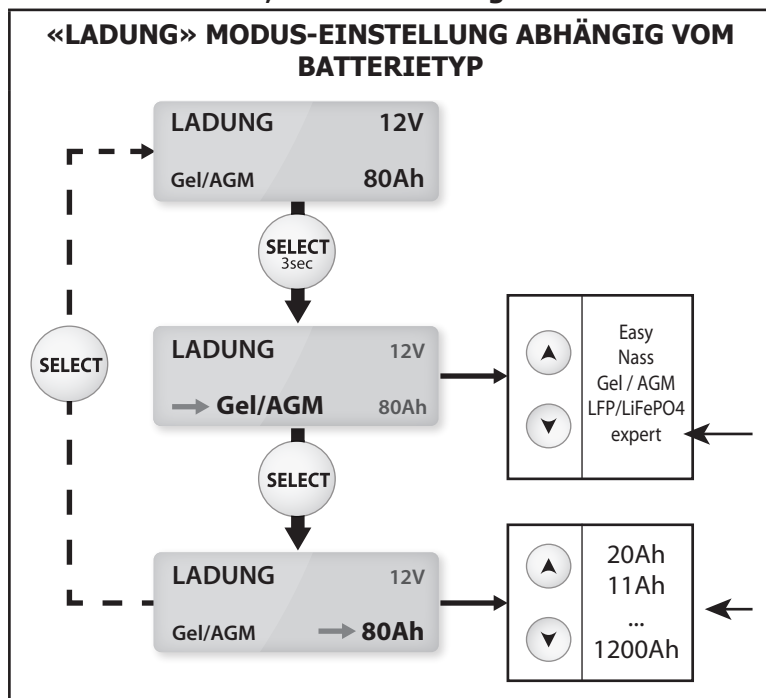 «LADUNG» MODUS-EINSTELLUNG ABHÄNGIG VOM
BATTERIETYP
LADUNG 12V
Gel/AGM 80Ah
SELECT
3sec
LADUNG 12V
Gel/AGM 80Ah
Easy
Nass
Gel / AGM
LFP/LiFePO4
expert
SELECT
SELECT
LADUNG 12V
Gel/AGM 80Ah
20Ah
11Ah
...
1200Ah